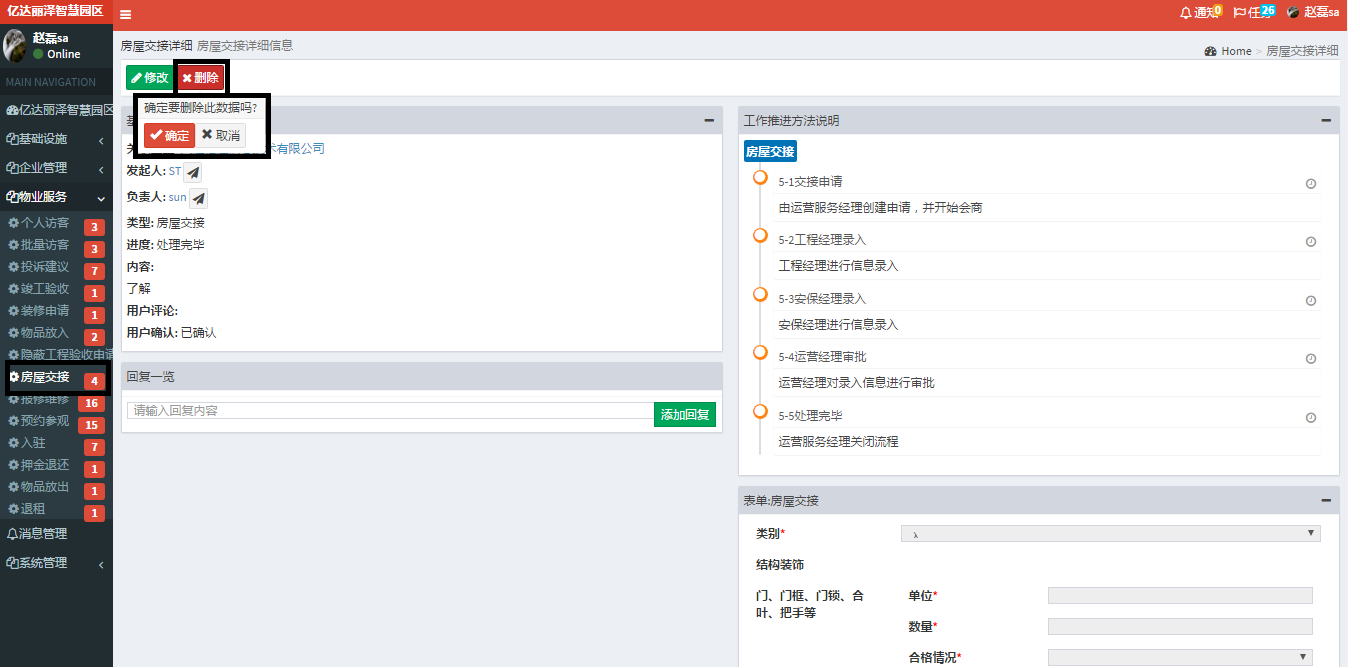 亿达丽泽智慧园区
通知 0
任务 26
赵磊sa
赵磊sa
Online
MAIN NAVIGATION
亿达丽泽智慧园区
基础设施
企业管理
物业服务
个人访客 3
批量访客 3
投诉建议 7
竣工验收 1
装修申请 1
物品放入 2
隐蔽工程验收申请
房屋交接 4
报修维修 16
预约参观 15
入驻 7
押金退还 1
物品放出 1
退租 1
消息管理
系统管理
房屋交接详细 房屋交接详细信息
Home > 房屋交接详细
修改 删除
确定要删除此数据吗?
确定 取消
术有限公司
发起人: ST
负责人: sun
类型: 房屋交接
进度: 处理完毕
内容:
了解
用户评论:
用户确认: 已确认
回复一览
请输入回复内容 添加回复
工作推进方法说明
房屋交接
5-1交接申请
由运营服务经理创建申请，并开始会商
5-2工程经理录入
工程经理进行信息录入
5-3安保经理录入
安保经理进行信息录入
5-4运营经理审批
运营经理对录入信息进行审批
5-5处理完毕
运营服务经理关闭流程
表单:房屋交接
类别*
结构装饰
门、门框、门锁、合
叶、把手等
单位*
数量*
合格情况*